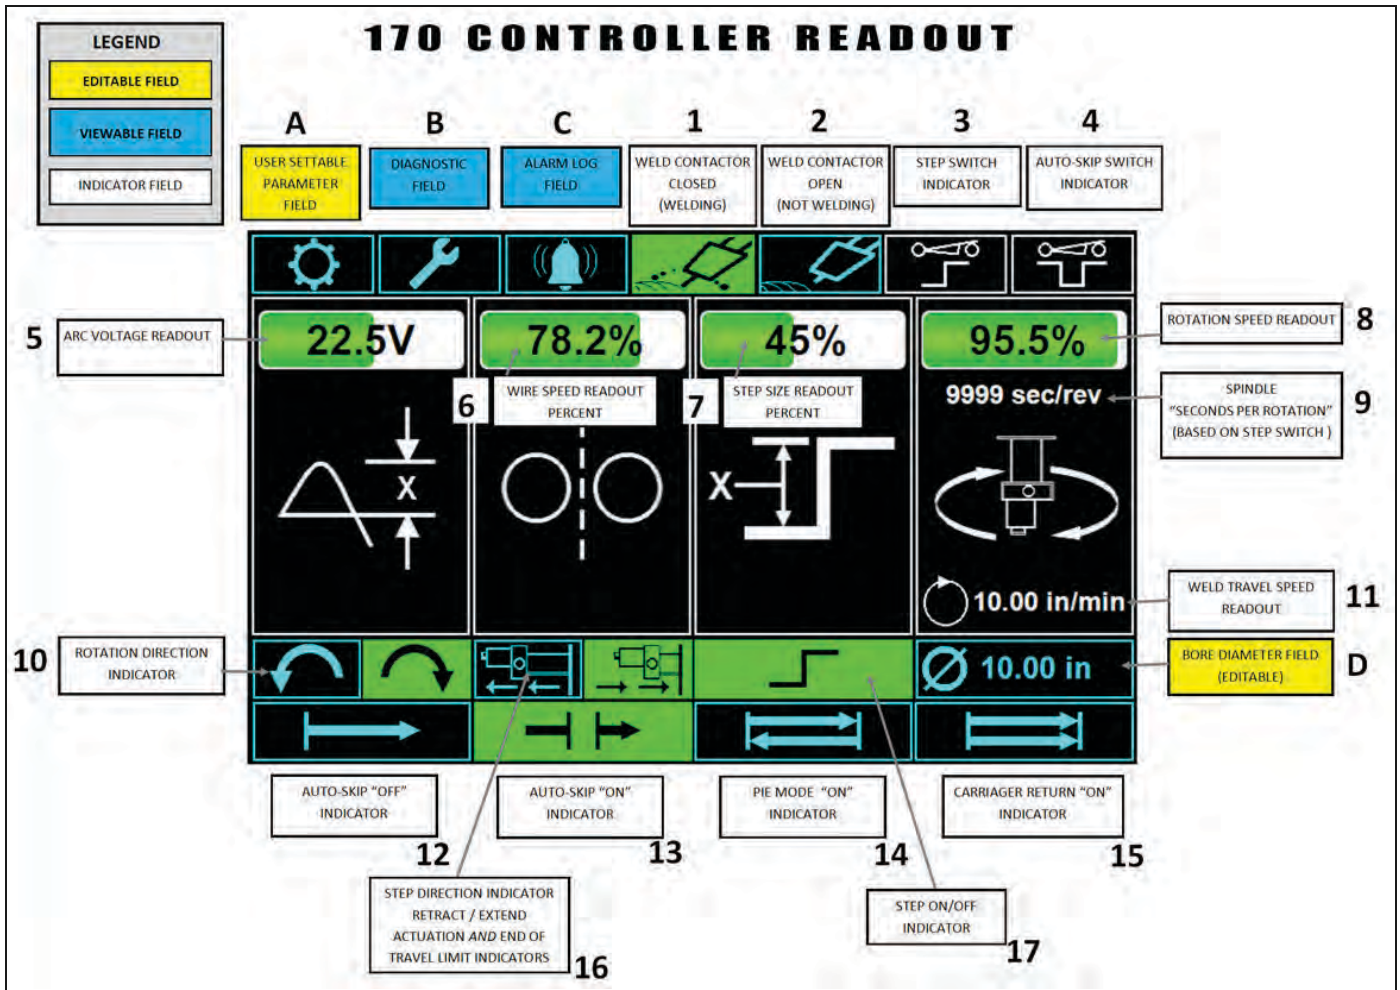 170 CONTROLLER READOUT
LEGEND
EDITABLE FIELD
VIEWABLE FIELD
INDICATOR FIELD
A
B
C
1
2
3
4
USER SETTABLE
PARAMETER
FIELD
DIAGNOSTIC
FIELD
ALARM LOG
FIELD
WELD CONTACTOR
CLOSED
(WELDING)
WELD CONTACTOR
OPEN
(NOT WELDING)
STEP SWITCH
INDICATOR
AUTO-SKIP SWITCH
INDICATOR
5
ARC VOLTAGE READOUT
22.5V
78.2%
45%
95.5%
ROTATION SPEED READOUT
8
6
WIRE SPEED READOUT
PERCENT
7
STEP SIZE READOUT
PERCENT
9999 sec/rev
SPINDLE
"SECONDS PER ROTATION"
(BASED ON STEP SWITCH )
9
X
X
10.00 in/min
WELD TRAVEL SPEED
READOUT
11
10
ROTATION DIRECTION
INDICATOR
10.00 in
BORE DIAMETER FIELD
(EDITABLE)
D
AUTO-SKIP "OFF"
INDICATOR
12
AUTO-SKIP "ON"
INDICATOR
13
PIE MODE "ON"
INDICATOR
14
CARRIAGER RETURN "ON"
INDICATOR
15
STEP DIRECTION INDICATOR
RETRACT / EXTEND
ACTUATION AND END OF
TRAVEL LIMIT INDICATORS
16
STEP ON/OFF
INDICATOR
17